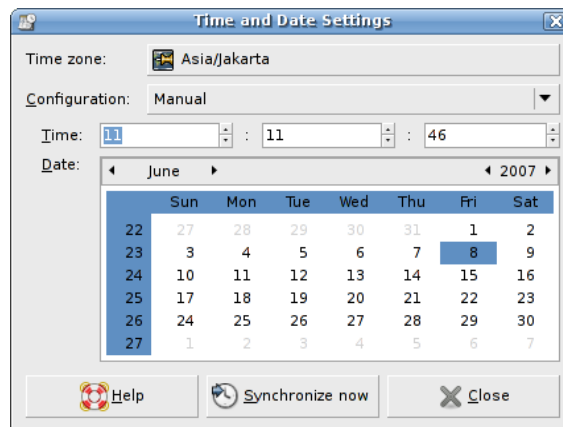 Time and Date Settings
Time zone: Asia/Jakarta
Configuration: Manual
Time: 11 : 11 : 46
Date: June 2007
Sun Mon Tue Wed Thu Fri Sat
22 27 28 29 30 31 1 2
23 3 4 5 6 7 8 9
24 10 11 12 13 14 15 16
25 17 18 19 20 21 22 23
26 24 25 26 27 28 29 30
27 1 2 3 4 5 6 7
Help Synchronize now Close